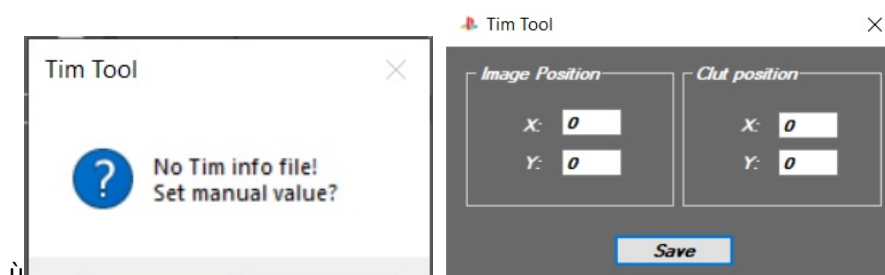 Tim Tool
No Tim info file!
Set manual value?
ù
Tim Tool
Image Position
X: 0
Y: 0
Clut position
X: 0
Y: 0
Save